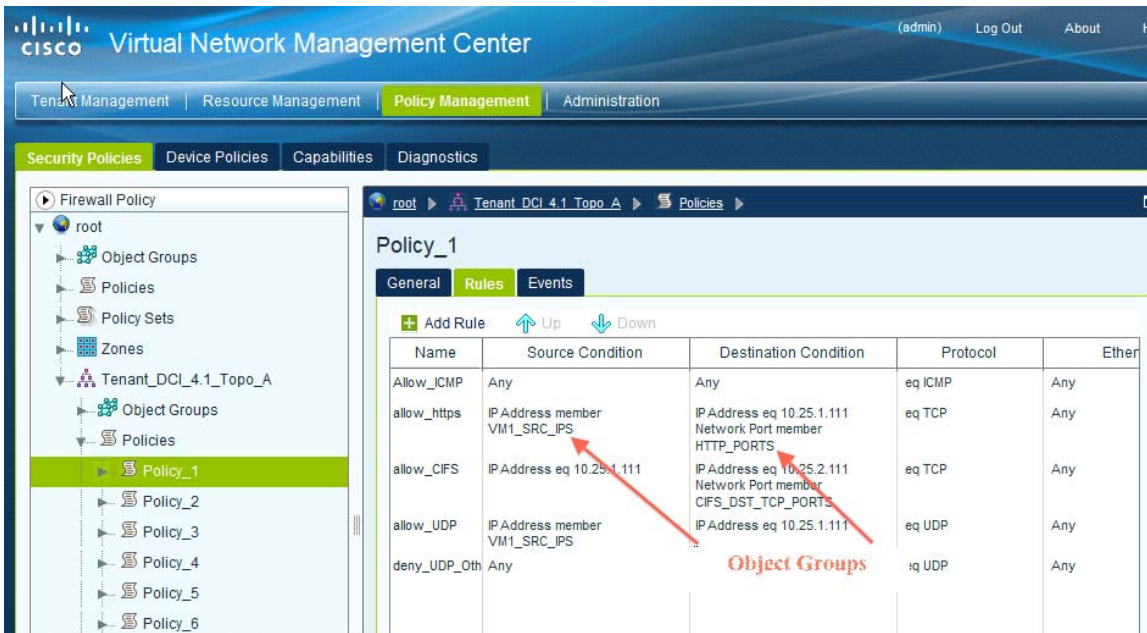 CISCO
Virtual Network Management Center
(admin) Log Out About H
Tenant Management | Resource Management | Policy Management | Administration
Security Policies Device Policies Capabilities Diagnostics
Firewall Policy
root
Object Groups
Policies
Policy Sets
Zones
Tenant_DCI_4.1_Topo_A
Object Groups
Policies
Policy_1
Policy_2
Policy_3
Policy_4
Policy_5
Policy_6
root Tenant_DCI_4.1_Topo_A Policies
Policy_1
General Rules Events
Add Rule Up Down
Name Source Condition Destination Condition Protocol Ether
Allow_ICMP Any Any eq ICMP Any
allow_https IP Address member IP Address eq 10.25.1.111 eq TCP Any
VM1_SRC_IPS Network Port member
HTTP_PORTS
allow_CIFS IP Address eq 10.25.1.111 IP Address eq 10.25.2.111 eq TCP Any
Network Port member
CIFS_DST_TCP_PORTS
allow_UDP IP Address member IP Address eq 10.25.1.111 eq UDP Any
VM1_SRC_IPS
Object Groups
deny_UDP_Oth Any eq UDP Any